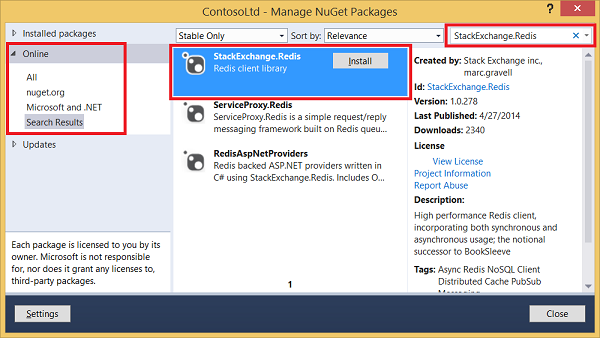 ContosoLtd - Manage NuGet Packages
?
Installed packages
Online
All
nuget.org
Microsoft and .NET
Search Results
Updates
Each package is licensed to you by its
owner. Microsoft is not responsible
for, nor does it grant any licenses to,
third-party packages.
Stable Only
Sort by:
Relevance
StackExchange.Redis
Redis client library
Install
ServiceProxy.Redis
ServiceProxy.Redis is a simple request/reply
messaging framework built on Redis queu...
RedisAspNetProviders
Redis backed ASP.NET providers written in
C# using StackExchange.Redis. Includes O...
1
StackExchange.Redis
Created by: Stack Exchange inc.,
marc.gravell
Id: StackExchange.Redis
Version: 1.0.278
Last Published: 4/27/2014
Downloads: 2340
License
View License
Project Information
Report Abuse
Description:
High performance Redis client,
incorporating both synchronous and
asynchronous usage; the notional
successor to BookSleeve
Tags: Async Redis NoSQL Client
Distributed Cache PubSub
Settings
Close